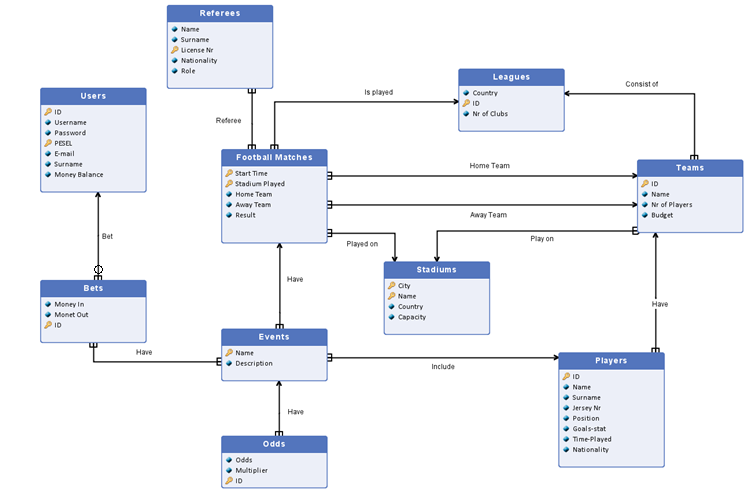 Referees
Name
Surname
License Nr
Nationality
Role
Leagues
Country
ID
Nr of Clubs
Users
ID
Username
Password
PESEL
E-mail
Surname
Money Balance
Is played
Consist of
Referee
Football Matches
Start Time
Stadium Played
Home Team
Away Team
Result
Home Team
Away Team
Teams
ID
Name
Nr of Players
Budget
Bet
Played on
Play on
Stadiums
City
Name
Country
Capacity
Have
Bets
Money In
Monet Out
ID
Have
Events
Name
Description
Have
Include
Players
ID
Name
Surname
Jersey Nr
Position
Goals-stat
Time-Played
Nationality
Have
Odds
Odds
Multiplier
ID